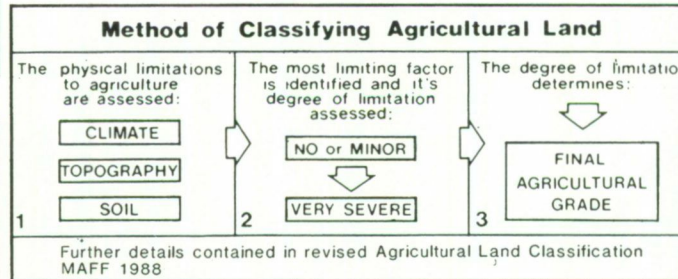 Method of Classifying Agricultural Land
The physical limitations
to agriculture
are assessed:
CLIMATE
TOPOGRAPHY
SOIL
1
The most limiting factor
is identified and it's
degree of limitation
assessed:
NO or MINOR
VERY SEVERE
2
The degree of limitatio
determines:
FINAL
AGRICULTURAL
GRADE
3
Further details contained in revised Agricultural Land Classification
MAFF 1988